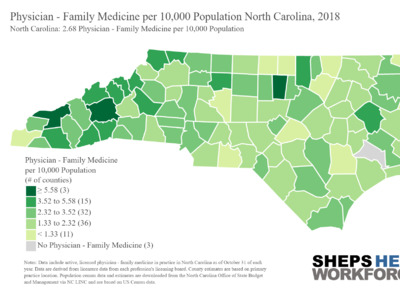 Physician - Family Medicine per 10,000 Population North Carolina, 2018
North Carolina: 2.68 Physician - Family Medicine per 10,000 Population
Physician - Family Medicine
per 10,000 Population
(# of counties)
> 5.58 (3)
3.52 to 5.58 (15)
2.32 to 3.52 (32)
1.33 to 2.32 (36)
< 1.33 (11)
No Physician - Family Medicine (3)
Notes: Data include active, licensed physician - family medicine in practice in North Carolina as of October 31 of each
year. Data are derived from licensure data from each profession's licensing board. County estimates are based on primary
practice location. Population census data and estimates are downloaded from the North Carolina Office of State Budget
and Management via NC LINC and are based on US Census data.
SHEPS HE
WORKFOR